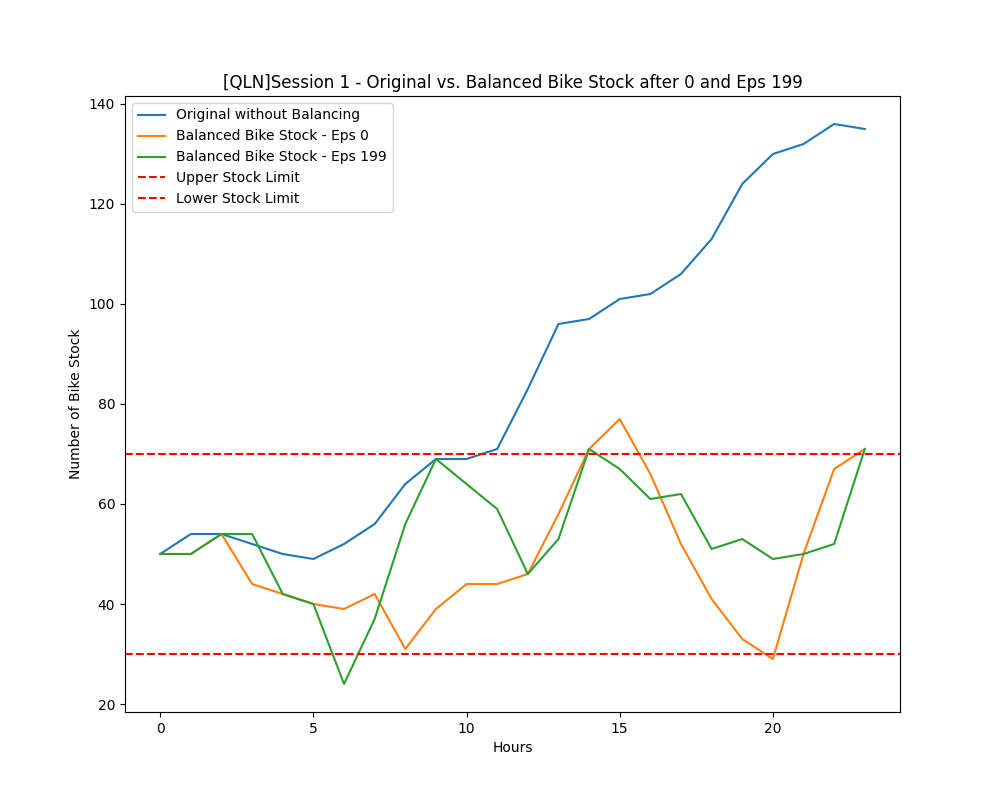 [QLN]Session 1 - Original vs. Balanced Bike Stock after 0 and Eps 199
Original without Balancing
Balanced Bike Stock - Eps 0
Balanced Bike Stock - Eps 199
Upper Stock Limit
Lower Stock Limit
140
120
100
80
60
40
20
Number of Bike Stock
0 5 10 15 20
Hours